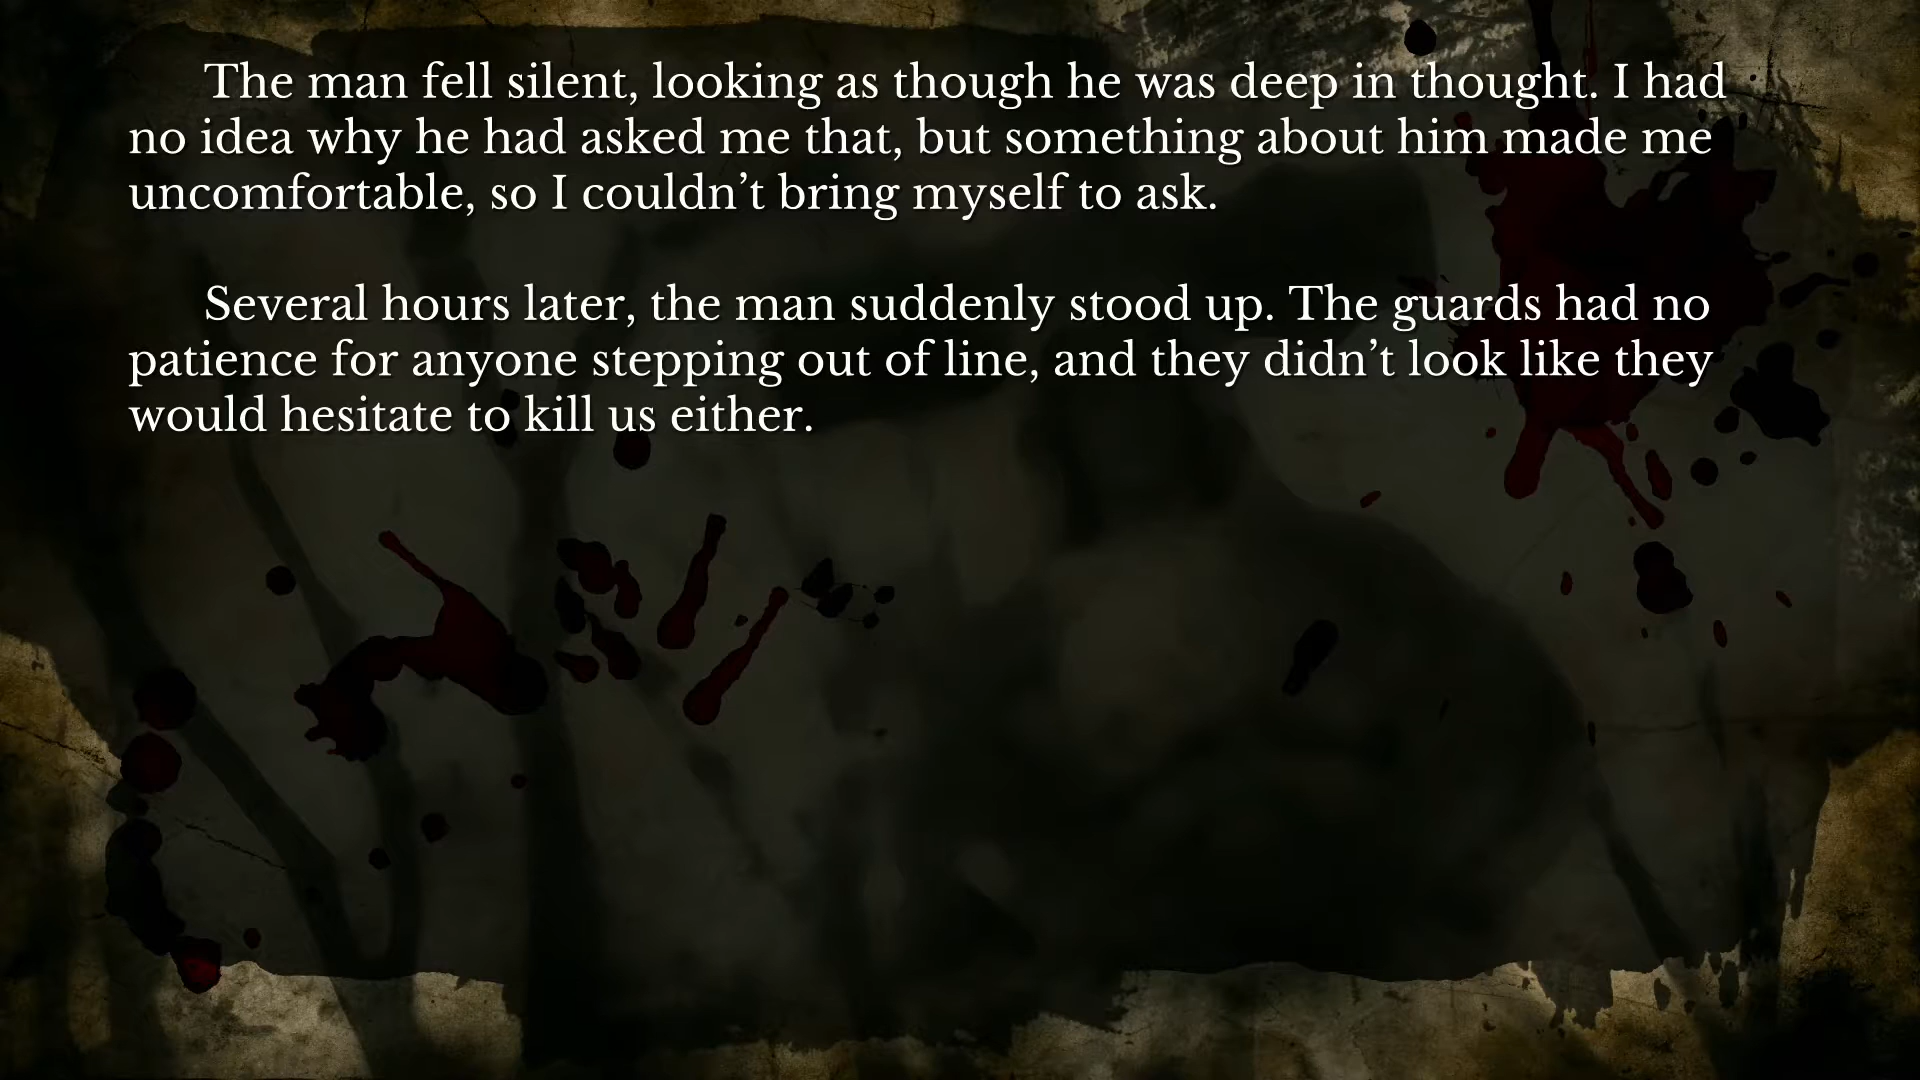 The man fell silent, looking as though he was deep in thought. I had
no idea why he had asked me that, but something about him made me
uncomfortable, so I couldn’t bring myself to ask.
Several hours later, the man suddenly stood up. The guards had no
patience for anyone stepping out of line, and they didn’t look like they
would hesitate to kill us either.